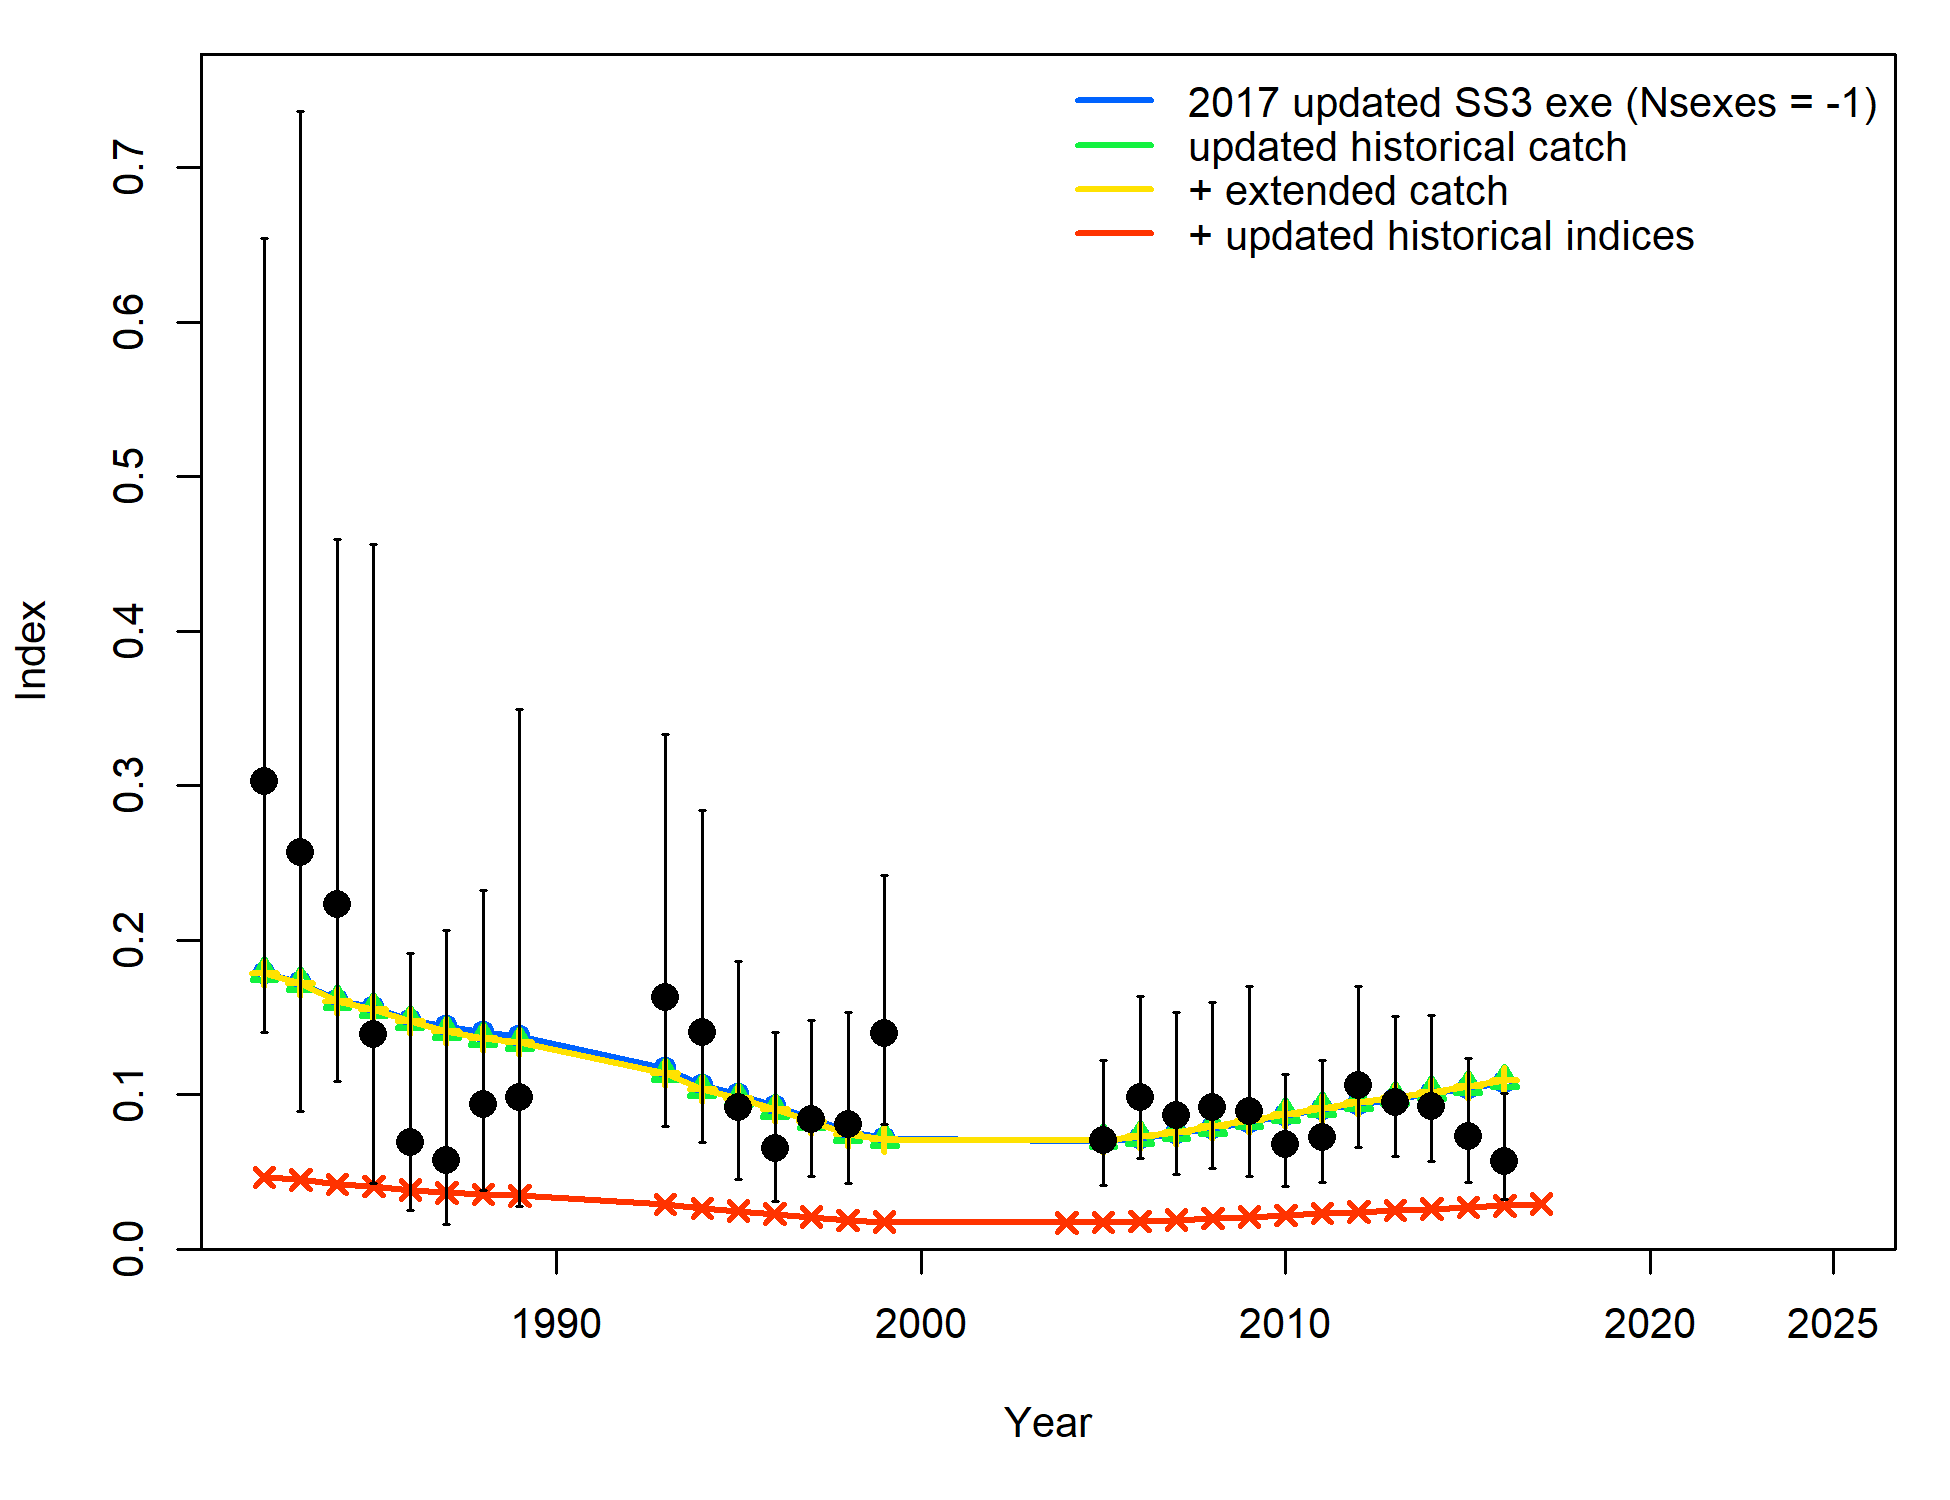 2017 updated SS3 exe (Nsexes = -1)
updated historical catch
+ extended catch
+ updated historical indices
0.7
0.6
0.5
0.4
0.3
0.2
0.1
0.0
Index
1990 2000 2010 2020 2025
Year